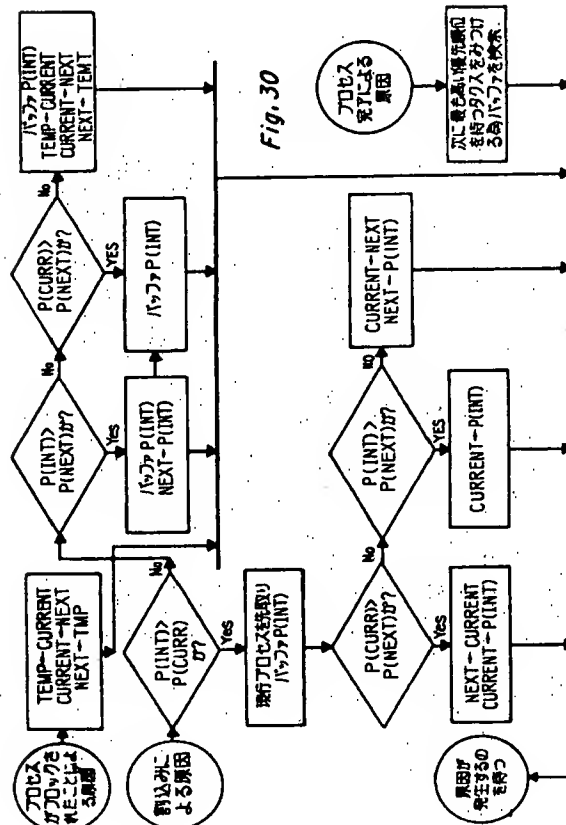 プロセス
がブロックさ
れたことによ
る原因
TEMP-CURRENT
CURRENT-NEXT
NEXT-TMP
割込みに
よる原因
P(INT)>
P(CURR)
か?
No
Yes
P(INT)>
P(NEXT)か?
No
Yes
バッファP(INT)
NEXT-P(INT)
P(CURR)>
P(NEXT)か?
No
YES
バッファP(INT)
バッファP(INT)
TEMP-CURRENT
CURRENT-NEXT
NEXT-TEMT
現行プロセスを先取り
バッファP(INT)
P(CURR)>
P(NEXT)か?
No
Yes
NEXT-CURRENT
CURRENT-P(INT)
P(INT)>
P(NEXT)か?
NO
YES
CURRENT-P(INT)
CURRENT-NEXT
NEXT-P(INT)
Fig.30
プロセス
完了による
原因
次に最も高い優先順位
を持つタクスをみつけ
る為バッファを検索
原因が
発生するの
を待つ